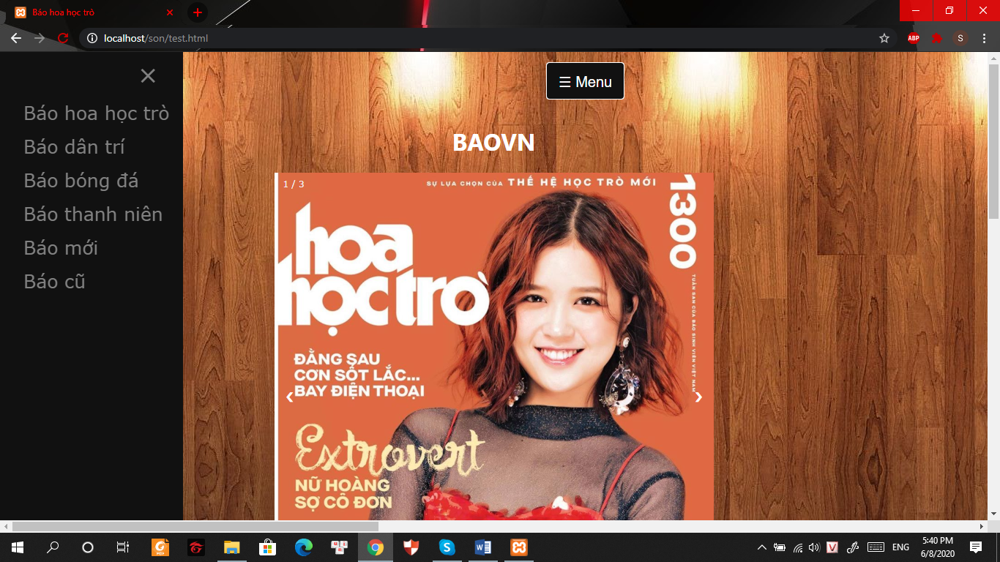 Báo hoa học trò
localhost/son/test.html
ABP
S
×
☰ Menu
Báo hoa học trò
Báo dân trí
Báo bóng đá
Báo thanh niên
Báo mới
Báo cũ
BAOVN
1 / 3
SỰ LỰA CHỌN CỦA THẾ HỆ HỌC TRÒ MỚI
1300
TUẦN SAN CỦA BÁO SINH VIÊN VIỆT NAM
hoa
học trò
ĐẰNG SAU
CƠN SỐT LẮC...
BAY ĐIỆN THOẠI
❮
❯
Extrovert
NỮ HOÀNG
SỢ CÔ ĐƠN
ENG
5:40 PM
6/8/2020